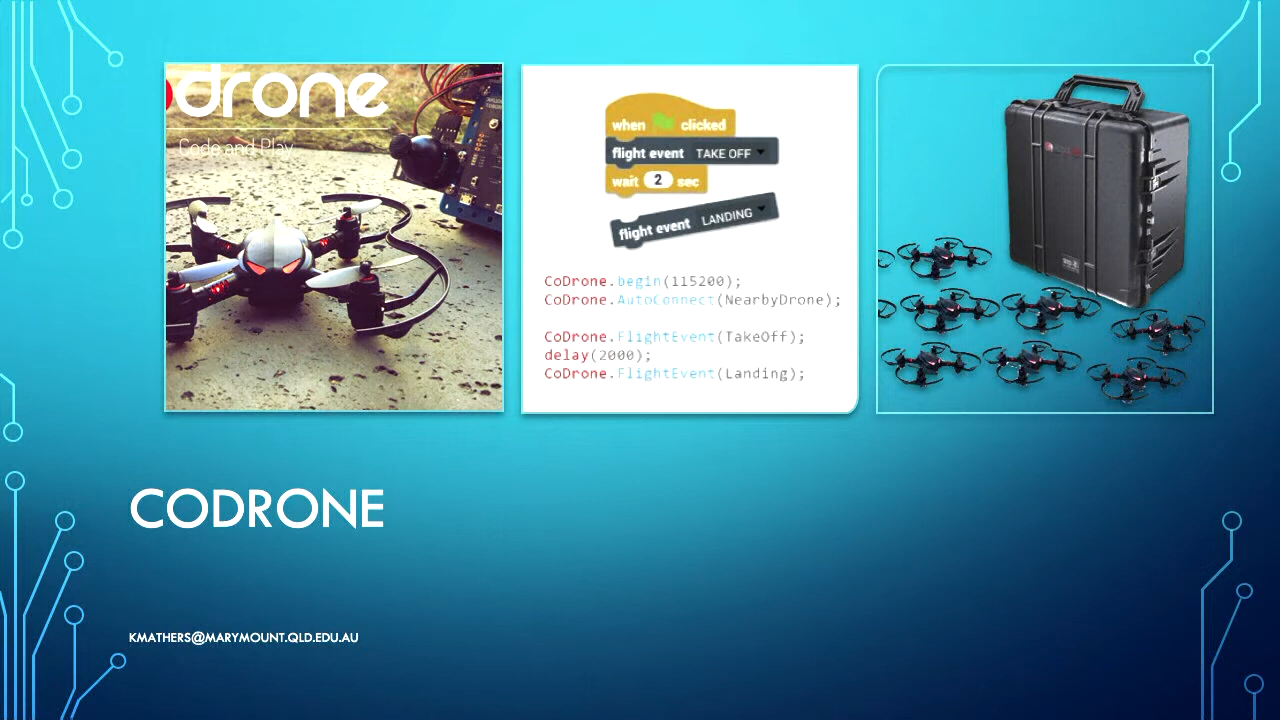 drone
Code and Play
when clicked
flight event TAKE OFF
wait 2 sec
flight event LANDING
CoDrone.begin(115200);
CoDrone.AutoConnect(NearbyDrone);
CoDrone.FlightEvent(TakeOff);
delay(2000);
CoDrone.FlightEvent(Landing);
CODRONE
KMATHERS@MARYMOUNT.QLD.EDU.AU